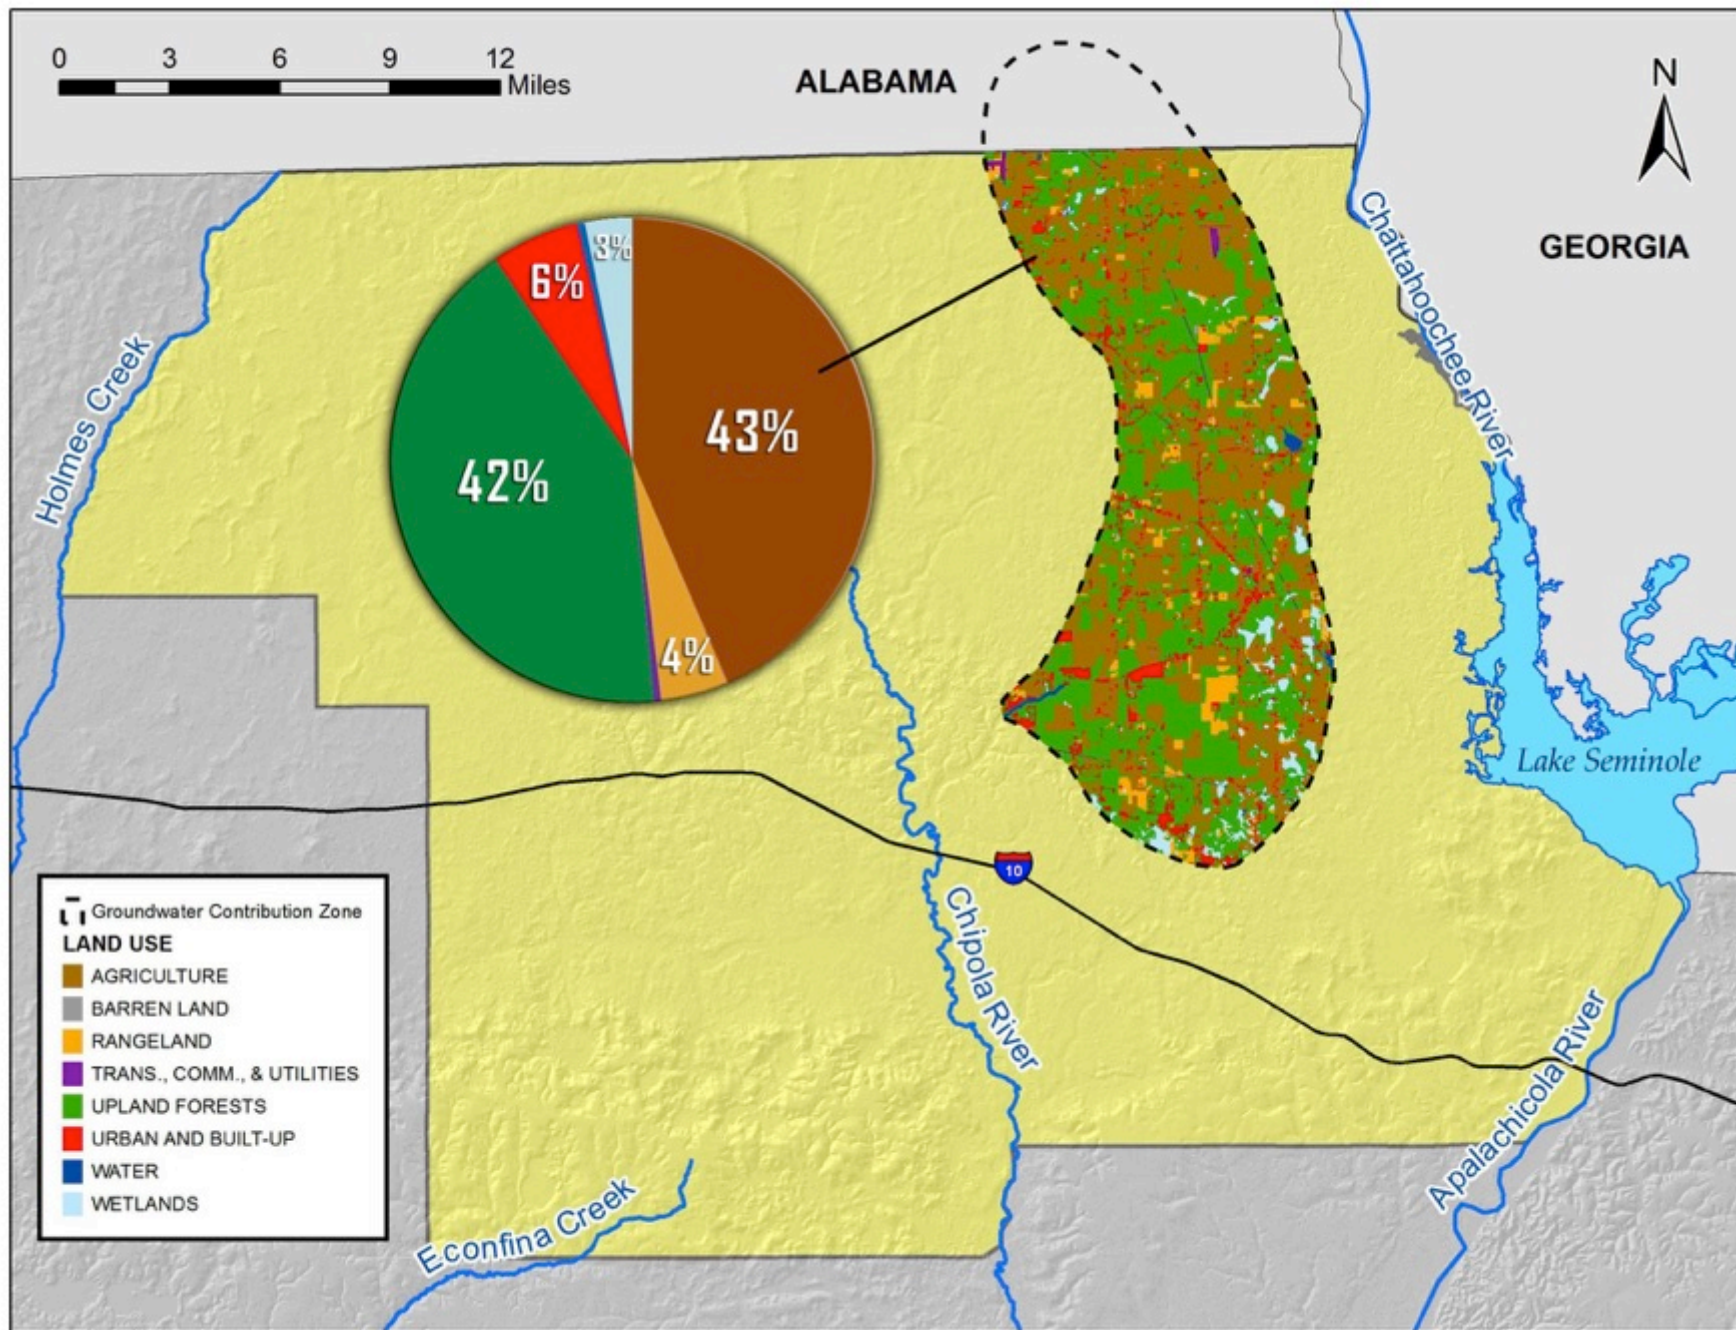 0 3 6 9 12
Miles
ALABAMA
N
GEORGIA
Chattahoochee River
Holmes Creek
3%
6%
43%
42%
4%
Lake Seminole
10
Chipola River
Apalachicola River
Econfina Creek
Groundwater Contribution Zone
LAND USE
AGRICULTURE
BARREN LAND
RANGELAND
TRANS., COMM., & UTILITIES
UPLAND FORESTS
URBAN AND BUILT-UP
WATER
WETLANDS